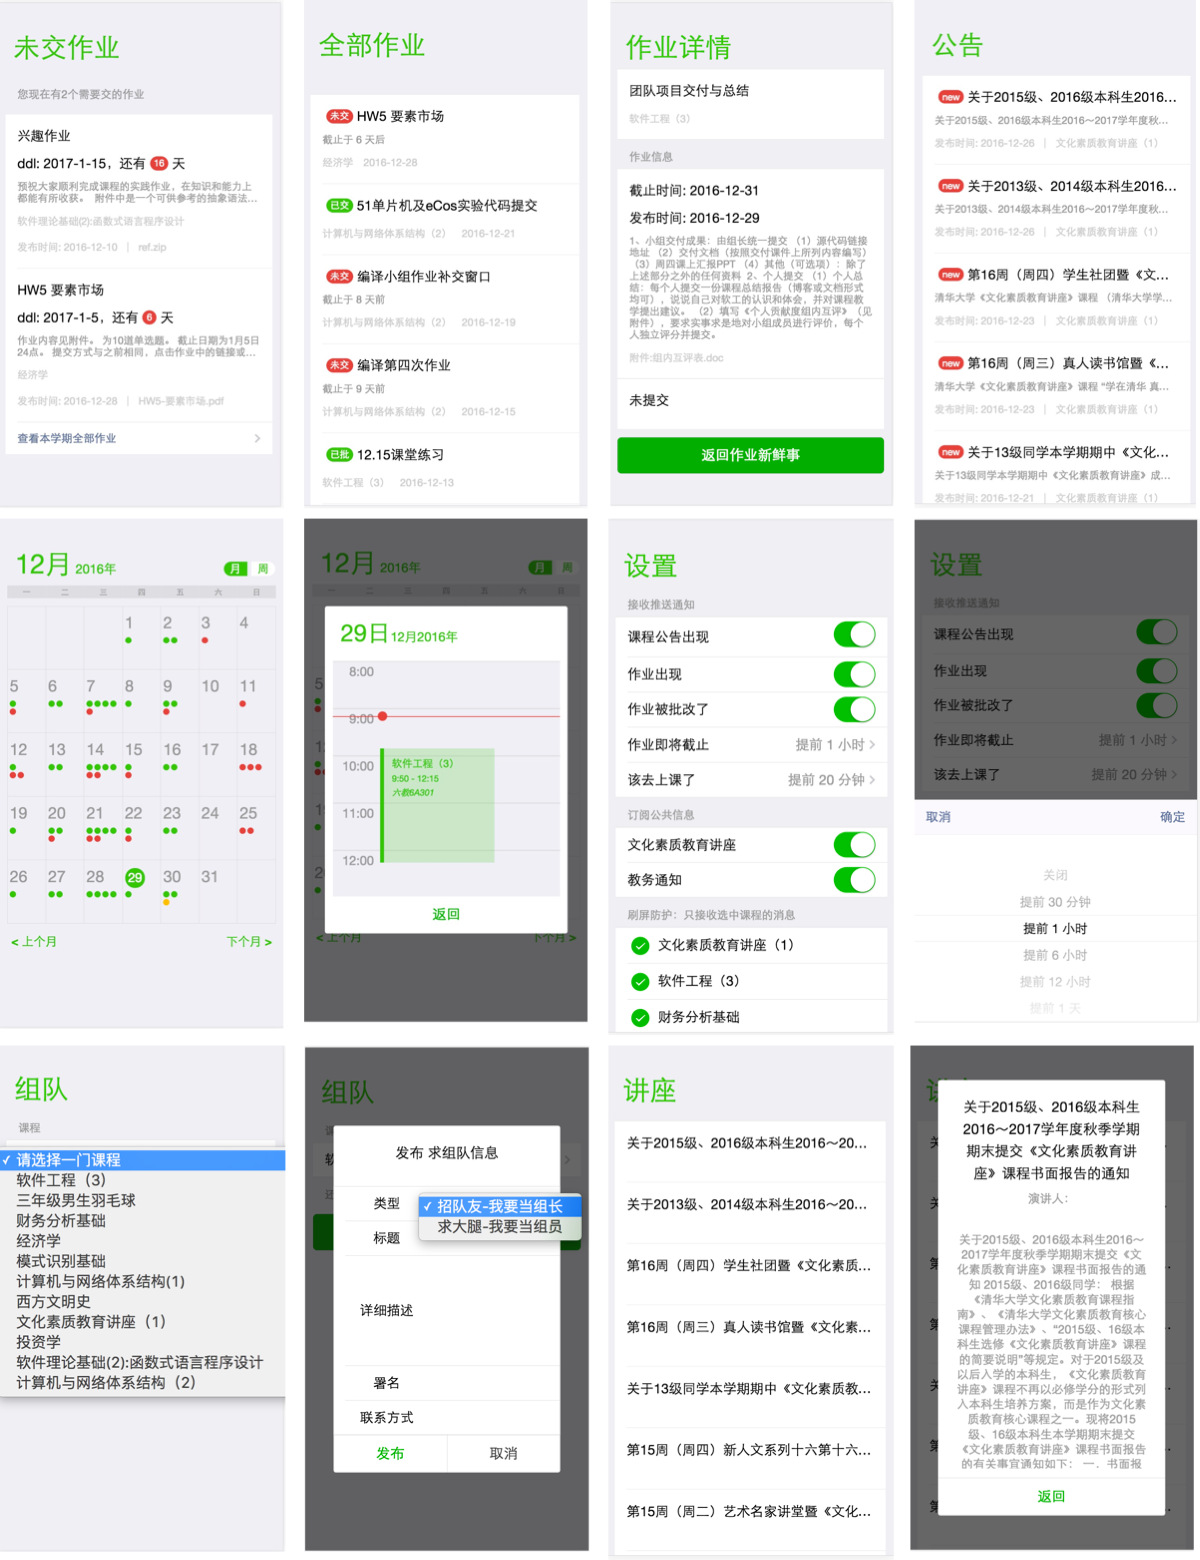 未交作业
您现在有2个需要交的作业
兴趣作业
ddl: 2017-1-15，还有 16 天
预祝大家顺利完成课程的实践作业，在知识和能力上
都能有所收获。 附件中是一个可供参考的抽象语法...
软件理论基础(2):函数式语言程序设计
发布时间: 2016-12-10 | ref.zip
HW5 要素市场
ddl: 2017-1-5，还有 6 天
作业内容见附件。 为10道单选题。 截止日期为1月5日
24点。 提交方式与之前相同，点击作业中的链接或...
经济学
发布时间: 2016-12-28 | HW5-要素市场.pdf
查看本学期全部作业
全部作业
未交 HW5 要素市场
截止于 6 天后
经济学 2016-12-28
已交 51单片机及eCos实验代码提交
计算机与网络体系结构（2） 2016-12-21
未交 编译小组作业补交窗口
截止于 8 天前
计算机与网络体系结构（2） 2016-12-19
未交 编译第四次作业
截止于 9 天前
计算机与网络体系结构（2） 2016-12-15
已批 12.15课堂练习
软件工程（3） 2016-12-13
作业详情
团队项目交付与总结
软件工程（3）
作业信息
截止时间: 2016-12-31
发布时间: 2016-12-29
1、小组交付成果：由组长统一提交 （1）源代码链接
地址 （2）交付文档（按照交付课件上所列内容编写）
（3）周四课上汇报PPT （4）其他（可选项）：除了
上述部分之外的任何资料 2、个人提交 （1）个人总
结：每个人提交一份课程总结报告（博客或文档形式
均可），说说自己对软工的认识和体会，并对课程教
学提出建议。 （2）填写《个人贡献度组内互评》（见
附件），要求实事求是地对小组成员进行评价，每个
人独立评分并提交。
附件:组内互评表.doc
未提交
返回作业新鲜事
公告
new 关于2015级、2016级本科生2016...
关于2015级、2016级本科生2016～2017学年度秋...
发布时间: 2016-12-26 | 文化素质教育讲座（1）
new 关于2013级、2014级本科生2016...
关于2013级、2014级本科生2016～2017学年度秋...
发布时间: 2016-12-26 | 文化素质教育讲座（1）
new 第16周（周四）学生社团暨《文...
清华大学《文化素质教育讲座》课程 （清华大学学...
发布时间: 2016-12-23 | 文化素质教育讲座（1）
new 第16周（周三）真人读书馆暨《...
清华大学《文化素质教育讲座》课程 “学在清华 真...
发布时间: 2016-12-23 | 文化素质教育讲座（1）
new 关于13级同学本学期期中《文化...
关于13级同学本学期期中《文化素质教育讲座》成...
发布时间: 2016-12-21 | 文化素质教育讲座（1）
12月 2016年
月 周
一 二 三 四 五 六 日
1 2 3 4
5 6 7 8 9 10 11
12 13 14 15 16 17 18
19 20 21 22 23 24 25
26 27 28 29 30 31
< 上个月 下个月 >
12月 2016年
月 周
29日 12月2016年
8:00
9:00
10:00
软件工程（3）
9:50 - 12:15
六教6A301
11:00
12:00
返回
< 上个月 下个月 >
设置
接收推送通知
课程公告出现
作业出现
作业被批改了
作业即将截止 提前 1 小时 >
该去上课了 提前 20 分钟 >
订阅公共信息
文化素质教育讲座
教务通知
刷屏防护：只接收选中课程的消息
文化素质教育讲座（1）
软件工程（3）
财务分析基础
设置
接收推送通知
课程公告出现
作业出现
作业被批改了
作业即将截止 提前 1 小时 >
该去上课了 提前 20 分钟 >
取消 确定
关闭
提前 30 分钟
提前 1 小时
提前 6 小时
提前 12 小时
提前 1 天
组队
课程
✓ 请选择一门课程
软件工程（3）
三年级男生羽毛球
财务分析基础
经济学
模式识别基础
计算机与网络体系结构(1)
西方文明史
文化素质教育讲座（1）
投资学
软件理论基础(2):函数式语言程序设计
计算机与网络体系结构（2）
组队
发布 求组队信息
类型
✓ 招队友-我要当组长
求大腿-我要当组员
标题
详细描述
署名
联系方式
发布 取消
讲座
关于2015级、2016级本科生2016～20...
关于2013级、2014级本科生2016～20...
第16周（周四）学生社团暨《文化素质...
第16周（周三）真人读书馆暨《文化素...
关于13级同学本学期期中《文化素质教...
第15周（周四）新人文系列十六第十六...
第15周（周二）艺术名家讲堂暨《文化...
关于2015级、2016级本科生
2016～2017学年度秋季学期
期末提交《文化素质教育讲
座》课程书面报告的通知
演讲人:
关于2015级、2016级本科生2016～
2017学年度秋季学期期末提交《文
化素质教育讲座》课程书面报告的通
知 2015级、2016级同学： 根据
《清华大学文化素质教育课程指
南》、《清华大学文化素质教育核心
课程管理办法》、“2015级、16级本
科生选修《文化素质教育讲座》课程
的简要说明”等规定。对于2015级及
以后入学的本科生，《文化素质教育
讲座》课程不再以必修学分的形式列
入本科生培养方案，而是作为文化素
质教育核心课程之一。现将2015
级、16级本科生本学期期末提交
《文化素质教育讲座》课程书面报告
的有关事宜通知如下： 一．书面报
返回